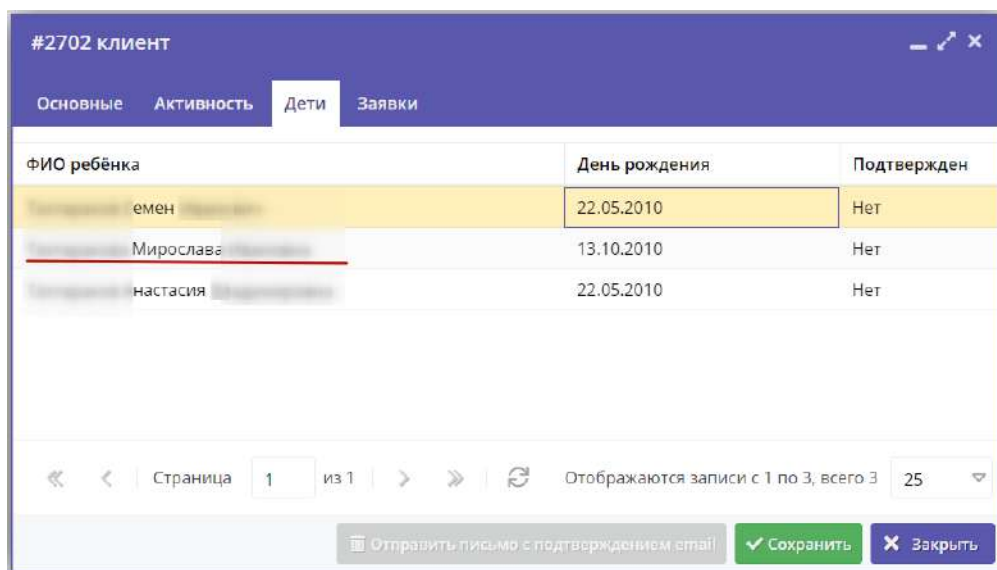 #2702 клиент
Основные Активность Дети Заявки
ФИО ребёнка День рождения Подтвержден
емен 22.05.2010 Нет
Мирослава 13.10.2010 Нет
настасия 22.05.2010 Нет
Страница 1 из 1 Отображаются записи с 1 по 3, всего 3 25
Отправить письмо с подтверждением email Сохранить Закрыть